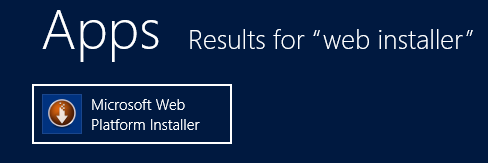 Apps Results for “web installer”
Microsoft Web
Platform Installer